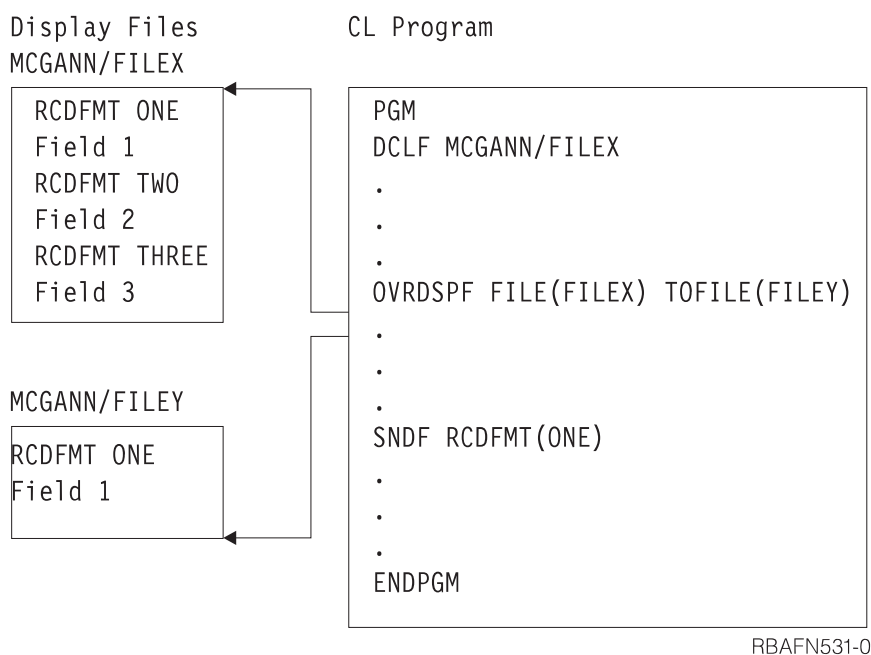 Display Files
MCGANN/FILEX
RCDFMT ONE
Field 1
RCDFMT TWO
Field 2
RCDFMT THREE
Field 3
MCGANN/FILEY
RCDFMT ONE
Field 1
CL Program
PGM
DCLF MCGANN/FILEX
.
.
.
OVRDSPF FILE(FILEX) TOFILE(FILEY)
.
.
.
SNDF RCDFMT(ONE)
.
.
.
ENDPGM
RBAFN531-0